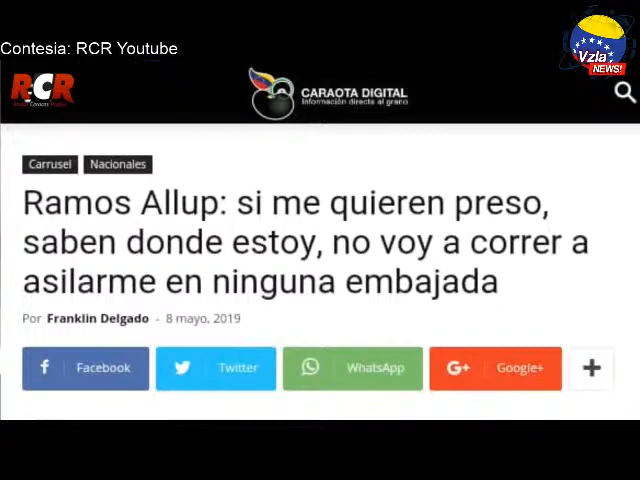 Contesia: RCR Youtube
Vzla
NEWS!
RCR
CARAOTA DIGITAL
Información directa al grano
Carrusel Nacionales
Ramos Allup: si me quieren preso,
saben donde estoy, no voy a correr a
asilarme en ninguna embajada
Por Franklin Delgado - 8 mayo, 2019
Facebook Twitter WhatsApp G+ Google+ +